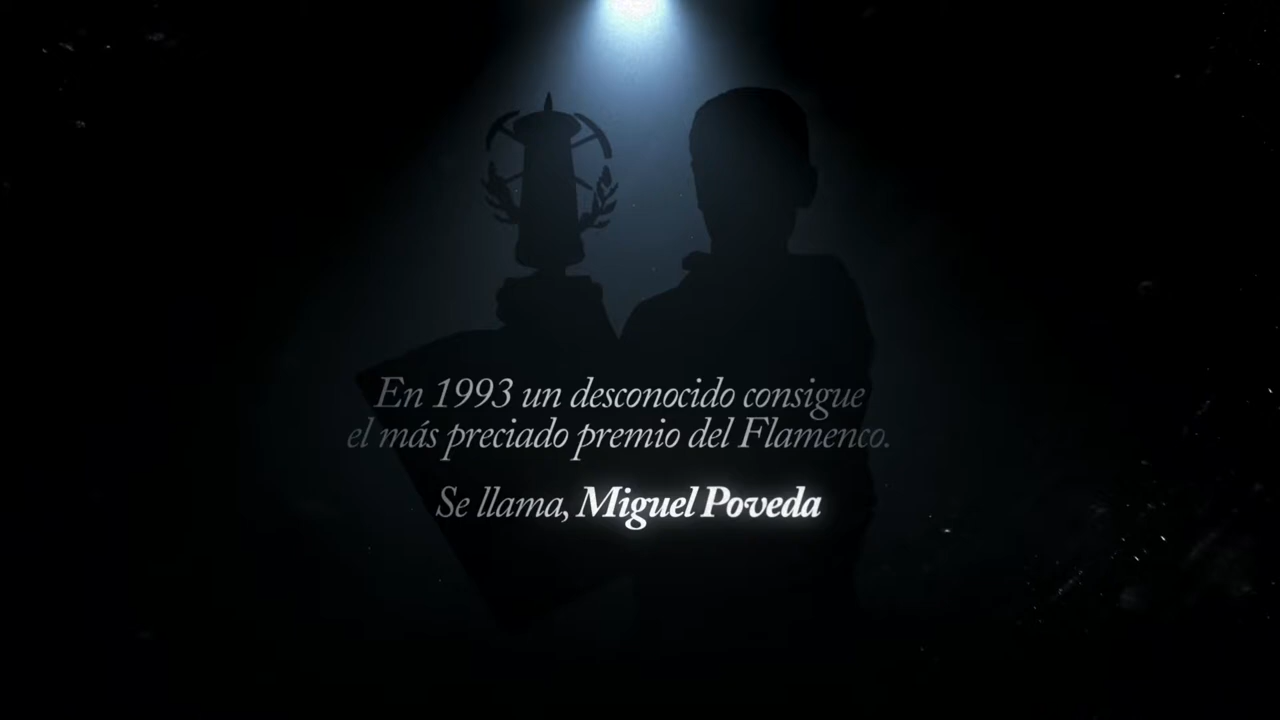 En 1993 un desconocido consigue
el más preciado premio del Flamenco.
Se llama, Miguel Poveda